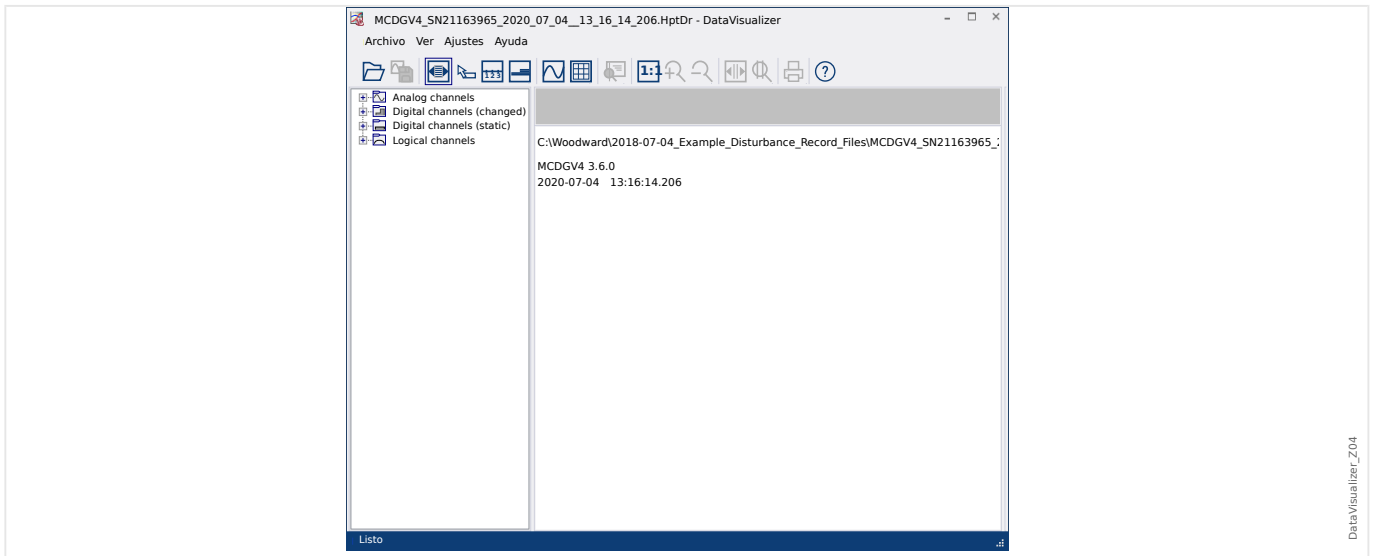 MCDGV4_SN21163965_2020_07_04__13_16_14_206.HptDr - DataVisualizer
Archivo Ver Ajustes Ayuda
123
1:1
?
Analog channels
Digital channels (changed)
Digital channels (static)
Logical channels
C:\Woodward\2018-07-04_Example_Disturbance_Record_Files\MCDGV4_SN21163965_
MCDGV4 3.6.0
2020-07-04 13:16:14.206
Listo
DataVisualizer_Z04